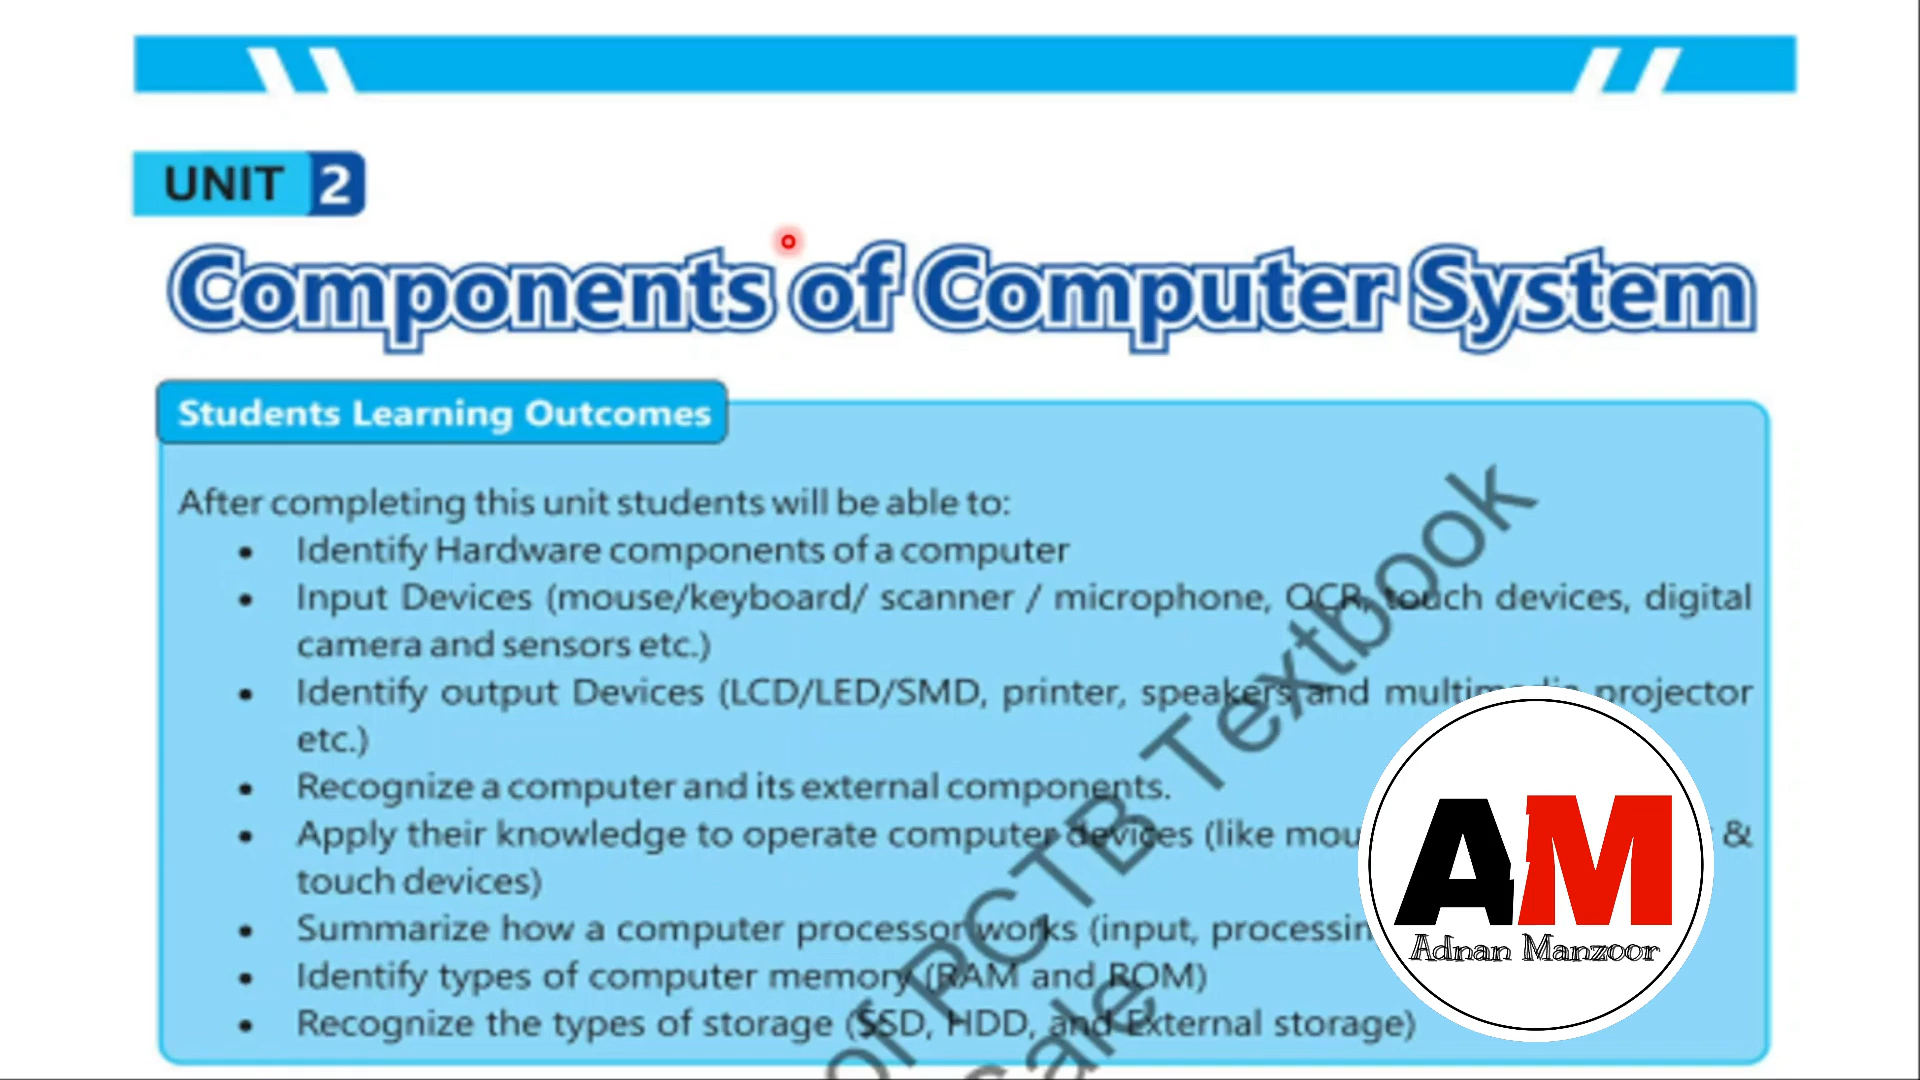 UNIT 2
Components of Computer System
Students Learning Outcomes
After completing this unit students will be able to:
• Identify Hardware components of a computer
• Input Devices (mouse/keyboard/ scanner / microphone, OCR, touch devices, digital
camera and sensors etc.)
• Identify output Devices (LCD/LED/SMD, printer, speakers and multimedia projector
etc.)
• Recognize a computer and its external components.
• Apply their knowledge to operate computer devices (like mou &
touch devices)
• Summarize how a computer processor works (input, processin
• Identify types of computer memory (RAM and ROM)
• Recognize the types of storage (SSD, HDD, and External storage)
of PCTB Textbook
sale
AM
Adnan Manzoor